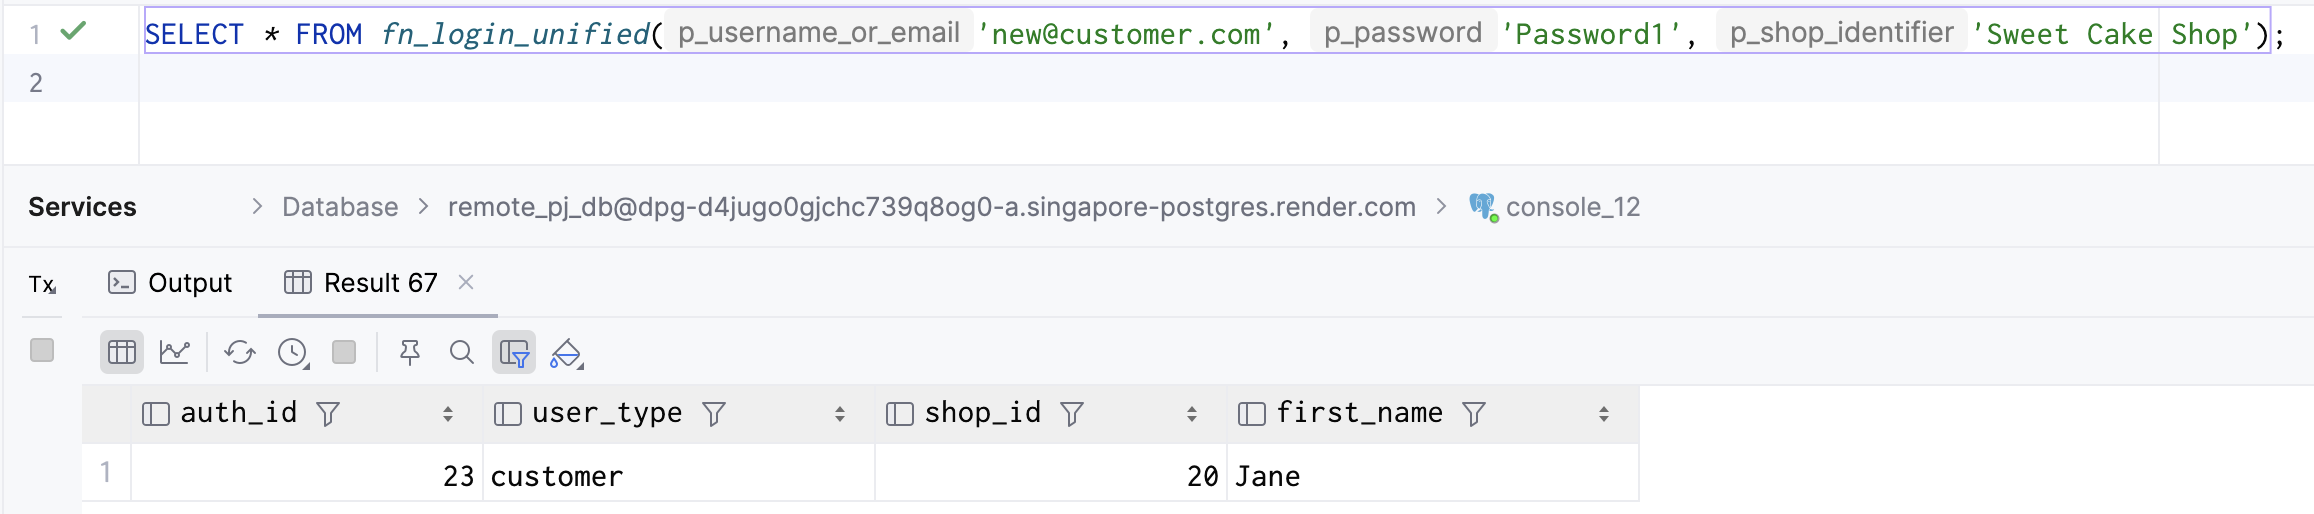 1 SELECT * FROM fn_login_unified( p_username_or_email 'new@customer.com', p_password 'Password1', p_shop_identifier 'Sweet Cake Shop');
2
Services > Database > remote_pj_db@dpg-d4jugo0gjchc739q8og0-a.singapore-postgres.render.com > console_12
Tx Output Result 67 ×
auth_id user_type shop_id first_name
1 23 customer 20 Jane